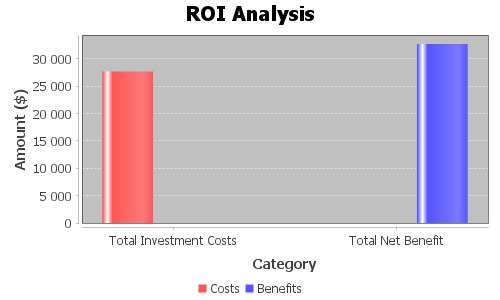 ROI Analysis
Amount ($)
30 000
25 000
20 000
15 000
10 000
5 000
0
Total Investment Costs Total Net Benefit
Category
Costs Benefits